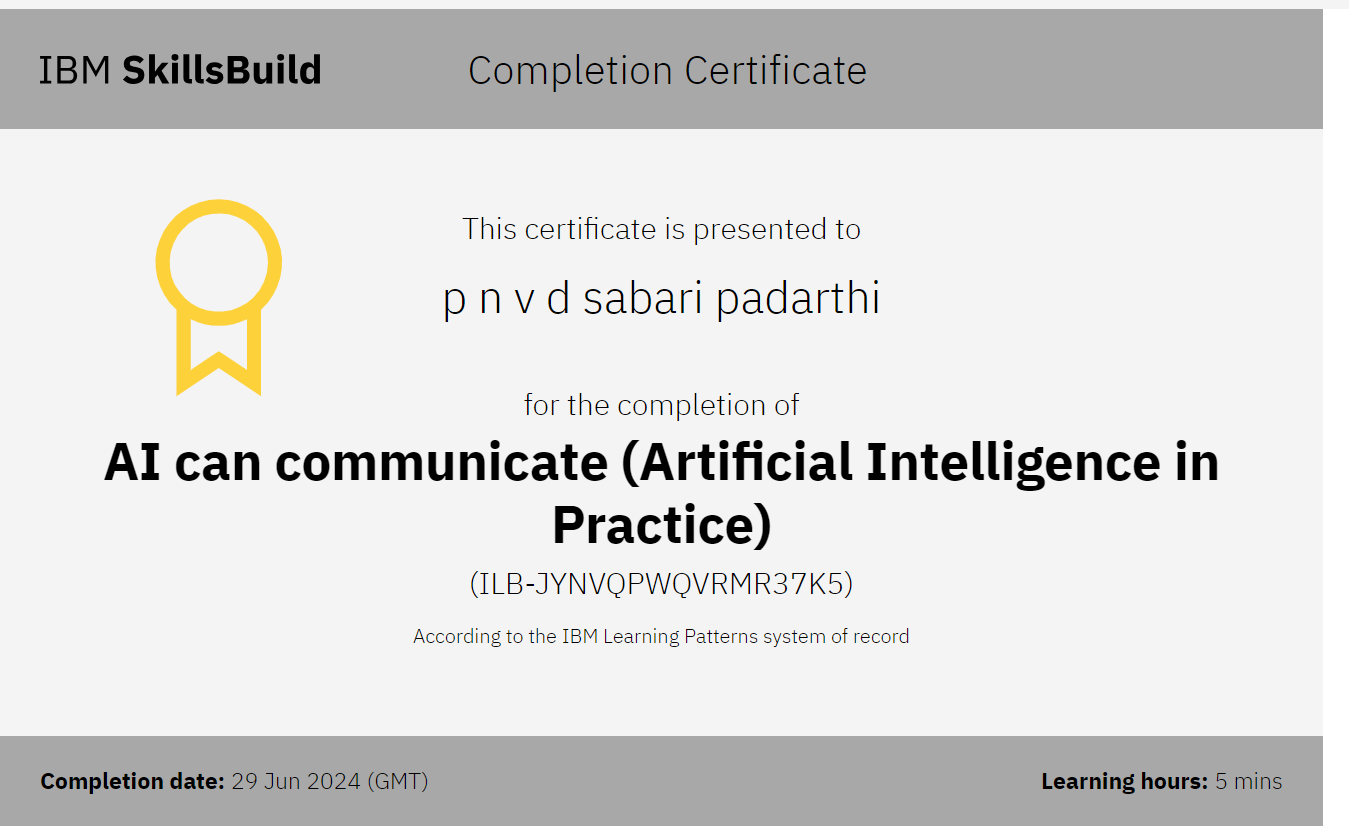 IBM SkillsBuild
Completion Certificate
This certificate is presented to
p n v d sabari padarthi
for the completion of
AI can communicate (Artificial Intelligence in
Practice)
(ILB-JYNVQPWQVRMR37K5)
According to the IBM Learning Patterns system of record
Completion date: 29 Jun 2024 (GMT)
Learning hours: 5 mins